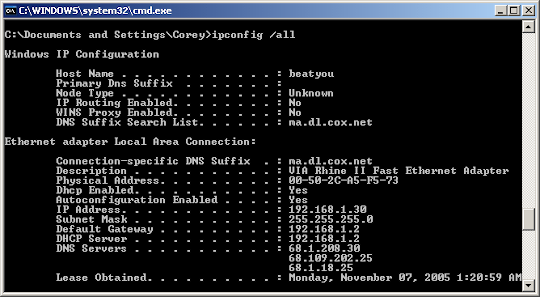 C:\WINDOWS\system32\cmd.exe
C:\Documents and Settings\Corey>ipconfig /all
Windows IP Configuration
Host Name . . . . . . . . . . . . : beatyou
Primary Dns Suffix . . . . . . . :
Node Type . . . . . . . . . . . . : Unknown
IP Routing Enabled. . . . . . . . : No
WINS Proxy Enabled. . . . . . . . : No
DNS Suffix Search List. . . . . . : ma.dl.cox.net
Ethernet adapter Local Area Connection:
Connection-specific DNS Suffix . : ma.dl.cox.net
Description . . . . . . . . . . . : VIA Rhine II Fast Ethernet Adapter
Physical Address. . . . . . . . . : 00-50-2C-A5-F5-73
Dhcp Enabled. . . . . . . . . . . : Yes
Autoconfiguration Enabled . . . . : Yes
IP Address. . . . . . . . . . . . : 192.168.1.30
Subnet Mask . . . . . . . . . . . : 255.255.255.0
Default Gateway . . . . . . . . . : 192.168.1.2
DHCP Server . . . . . . . . . . . : 192.168.1.2
DNS Servers . . . . . . . . . . . : 68.1.208.30
68.109.202.25
68.1.18.25
Lease Obtained. . . . . . . . . . : Monday, November 07, 2005 1:20:59 AM